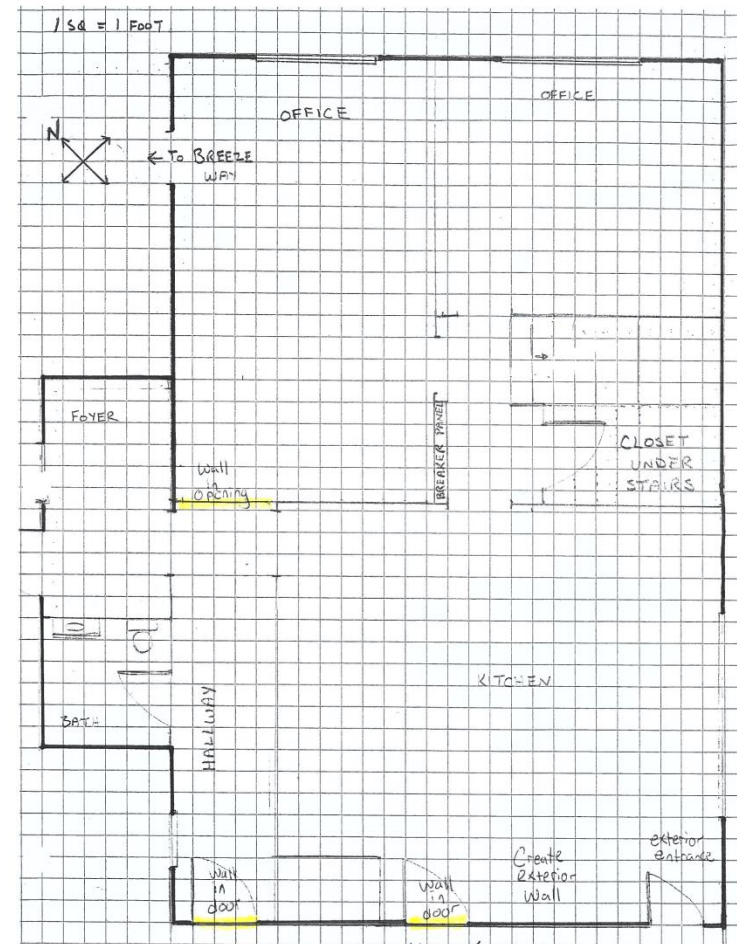 1 SQ = 1 FOOT
OFFICE
OFFICE
N
← TO BREEZE
WAY
FOYER
BREAKER PANEL
CLOSET
UNDER
STAIRS
Wall
in
Opening
KITCHEN
HALLWAY
BATH
Wall
in
door
Wall
in
door
Create
Exterior
Wall
exterior
entrance